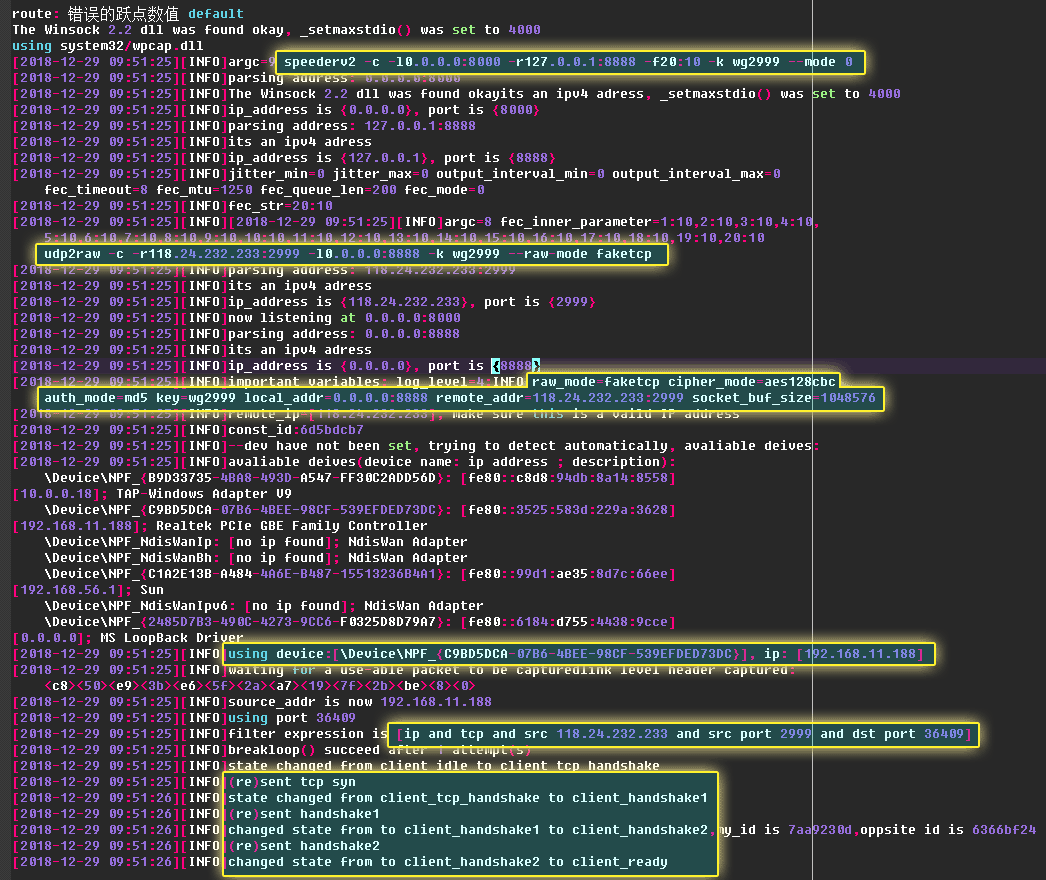 route: 错误的跃点数值 default
The Winsock 2.2 dll was found okay, _setmaxstdio() was set to 4000
using system32/wpcap.dll
[2018-12-29 09:51:25][INFO]argc=9 speederv2 -c -l0.0.0.0:8000 -r127.0.0.1:8888 -f20:10 -k wg2999 --mode 0
[2018-12-29 09:51:25][INFO]parsing address: 0.0.0.0:8000
[2018-12-29 09:51:25][INFO]The Winsock 2.2 dll was found okayits an ipv4 adress, _setmaxstdio() was set to 4000
[2018-12-29 09:51:25][INFO]ip_address is {0.0.0.0}, port is {8000}
[2018-12-29 09:51:25][INFO]parsing address: 127.0.0.1:8888
[2018-12-29 09:51:25][INFO]its an ipv4 adress
[2018-12-29 09:51:25][INFO]ip_address is {127.0.0.1}, port is {8888}
[2018-12-29 09:51:25][INFO]jitter_min=0 jitter_max=0 output_interval_min=0 output_interval_max=0
fec_timeout=8 fec_mtu=1250 fec_queue_len=200 fec_mode=0
[2018-12-29 09:51:25][INFO]fec_str=20:10
[2018-12-29 09:51:25][INFO][2018-12-29 09:51:25][INFO]argc=8 fec_inner_parameter=1:10,2:10,3:10,4:10,
5:10,6:10,7:10,8:10,9:10,10:10,11:10,12:10,13:10,14:10,15:10,16:10,17:10,18:10,19:10,20:10
udp2raw -c -r118.24.232.233:2999 -l0.0.0.0:8888 -k wg2999 --raw-mode faketcp
[2018-12-29 09:51:25][INFO]parsing address: 118.24.232.233:2999
[2018-12-29 09:51:25][INFO]its an ipv4 adress
[2018-12-29 09:51:25][INFO]ip_address is {118.24.232.233}, port is {2999}
[2018-12-29 09:51:25][INFO]now listening at 0.0.0.0:8000
[2018-12-29 09:51:25][INFO]parsing address: 0.0.0.0:8888
[2018-12-29 09:51:25][INFO]its an ipv4 adress
[2018-12-29 09:51:25][INFO]ip_address is {0.0.0.0}, port is {8888}
[2018-12-29 09:51:25][INFO]important variables: log_level=4:INFO raw_mode=faketcp cipher_mode=aes128cbc
auth_mode=md5 key=wg2999 local_addr=0.0.0.0:8888 remote_addr=118.24.232.233:2999 socket_buf_size=1048576
[2018-12-29 09:51:25][INFO]remote_ip=[118.24.232.233], make sure this is a vaild IP address
[2018-12-29 09:51:25][INFO]const_id:6d5bdcb7
[2018-12-29 09:51:25][INFO]--dev have not been set, trying to detect automatically, avaliable deives:
[2018-12-29 09:51:25][INFO]avaliable deives(device name: ip address ; description):
\Device\NPF_{B9D33735-4BA8-493D-A547-FF30C2ADD56D}: [fe80::c8d8:94db:8a14:8558]
[10.0.0.18]; TAP-Windows Adapter V9
\Device\NPF_{C9BD5DCA-07B6-4BEE-98CF-539EFDED73DC}: [fe80::3525:583d:229a:3628]
[192.168.11.188]; Realtek PCIe GBE Family Controller
\Device\NPF_NdisWanIp: [no ip found]; NdisWan Adapter
\Device\NPF_NdisWanBh: [no ip found]; NdisWan Adapter
\Device\NPF_{C1A2E13B-A484-4A6E-B487-15513236B4A1}: [fe80::99d1:ae35:8d7c:66ee]
[192.168.56.1]; Sun
\Device\NPF_NdisWanIpv6: [no ip found]; NdisWan Adapter
\Device\NPF_{2485D7B3-490C-4273-9CC6-F0325D8D79A7}: [fe80::6184:d755:4438:9cce]
[0.0.0.0]; MS LoopBack Driver
[2018-12-29 09:51:25][INFO]using device:[\Device\NPF_{C9BD5DCA-07B6-4BEE-98CF-539EFDED73DC}], ip: [192.168.11.188]
[2018-12-29 09:51:25][INFO]waiting for a use-able packet to be capturedlink level header captured:
<c8><50><e9><3b><e6><5f><2a><a7><19><7f><2b><be><8><0>
[2018-12-29 09:51:25][INFO]source_addr is now 192.168.11.188
[2018-12-29 09:51:25][INFO]using port 36409
[2018-12-29 09:51:25][INFO]filter expression is [ip and tcp and src 118.24.232.233 and src port 2999 and dst port 36409]
[2018-12-29 09:51:25][INFO]breakloop() succeed after 1 attempt(s)
[2018-12-29 09:51:25][INFO]state changed from client_idle to client_tcp_handshake
[2018-12-29 09:51:25][INFO](re)sent tcp syn
[2018-12-29 09:51:26][INFO]state changed from client_tcp_handshake to client_handshake1
[2018-12-29 09:51:26][INFO](re)sent handshake1
[2018-12-29 09:51:26][INFO]changed state from to client_handshake1 to client_handshake2,my_id is 7aa9230d,oppsite id is 6366bf24
[2018-12-29 09:51:26][INFO](re)sent handshake2
[2018-12-29 09:51:26][INFO]changed state from to client_handshake2 to client_ready